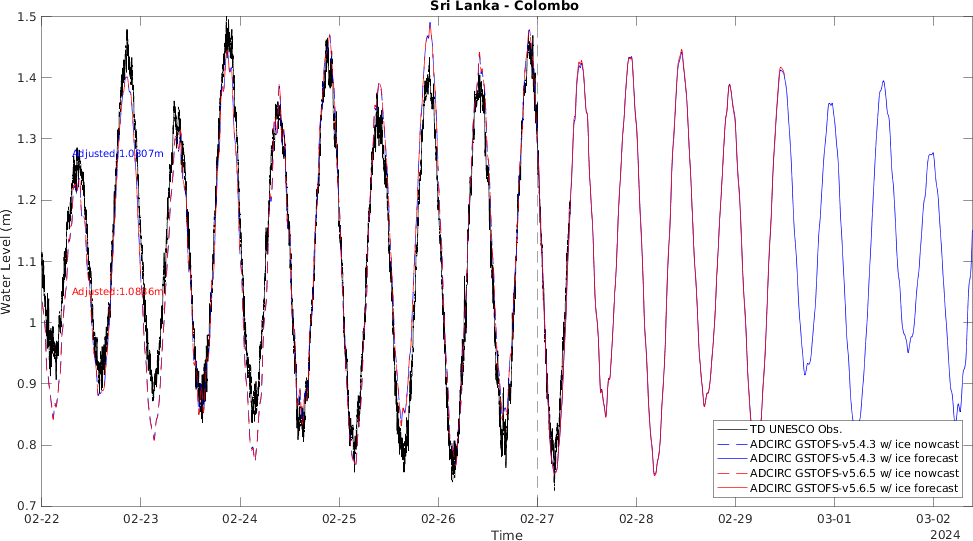 Sri Lanka - Colombo
1.5
1.4
1.3
1.2
1.1
1
0.9
0.8
0.7
Water Level (m)
Adjusted:1.0807m
Adjusted:1.0836m
TD UNESCO Obs.
ADCIRC GSTOFS-v5.4.3 w/ ice nowcast
ADCIRC GSTOFS-v5.4.3 w/ ice forecast
ADCIRC GSTOFS-v5.6.5 w/ ice nowcast
ADCIRC GSTOFS-v5.6.5 w/ ice forecast
02-22 02-23 02-24 02-25 02-26 02-27 02-28 02-29 03-01 03-02
2024
Time